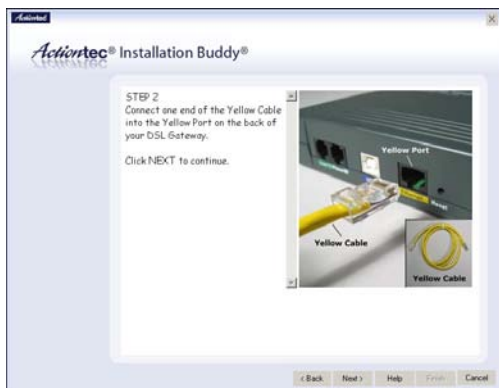 Actiontec
X
Actiontec® Installation Buddy®
STEP 2
Connect one end of the Yellow Cable
into the Yellow Port on the back of
your DSL Gateway.
Click NEXT to continue.
Yellow Port
Reset
Yellow Cable
Yellow Cable
< Back Next > Help Finish Cancel